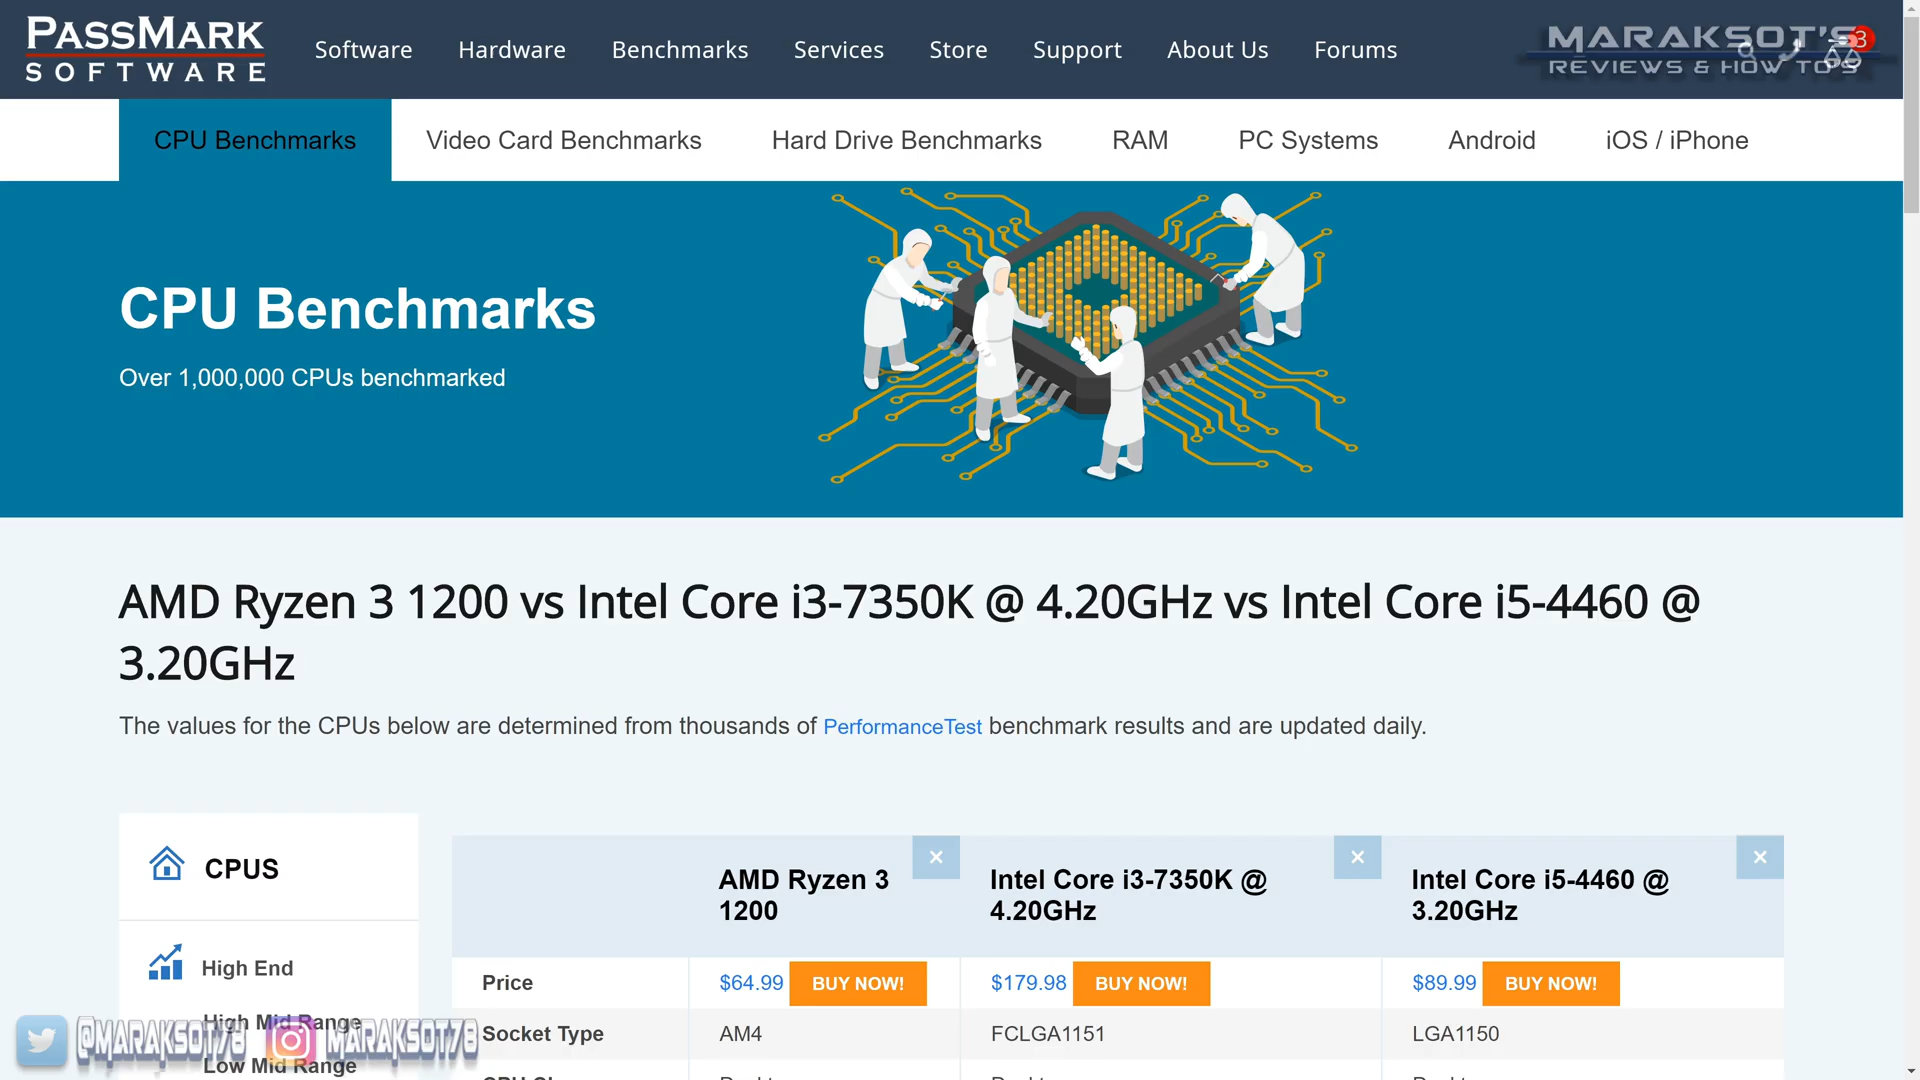 PASSMARK
SOFTWARE
Software Hardware Benchmarks Services Store Support About Us Forums
MARAKSOT'S
REVIEWS & HOW TO'S
3
CPU Benchmarks Video Card Benchmarks Hard Drive Benchmarks RAM PC Systems Android iOS / iPhone
CPU Benchmarks
Over 1,000,000 CPUs benchmarked
AMD Ryzen 3 1200 vs Intel Core i3-7350K @ 4.20GHz vs Intel Core i5-4460 @
3.20GHz
The values for the CPUs below are determined from thousands of PerformanceTest benchmark results and are updated daily.
CPUS
High End
High Mid Range
Low Mid Range
@MARAKSOT78 MARAKSOT78
AMD Ryzen 3
1200
Intel Core i3-7350K @
4.20GHz
Intel Core i5-4460 @
3.20GHz
Price $64.99 BUY NOW! $179.98 BUY NOW! $89.99 BUY NOW!
Socket Type AM4 FCLGA1151 LGA1150